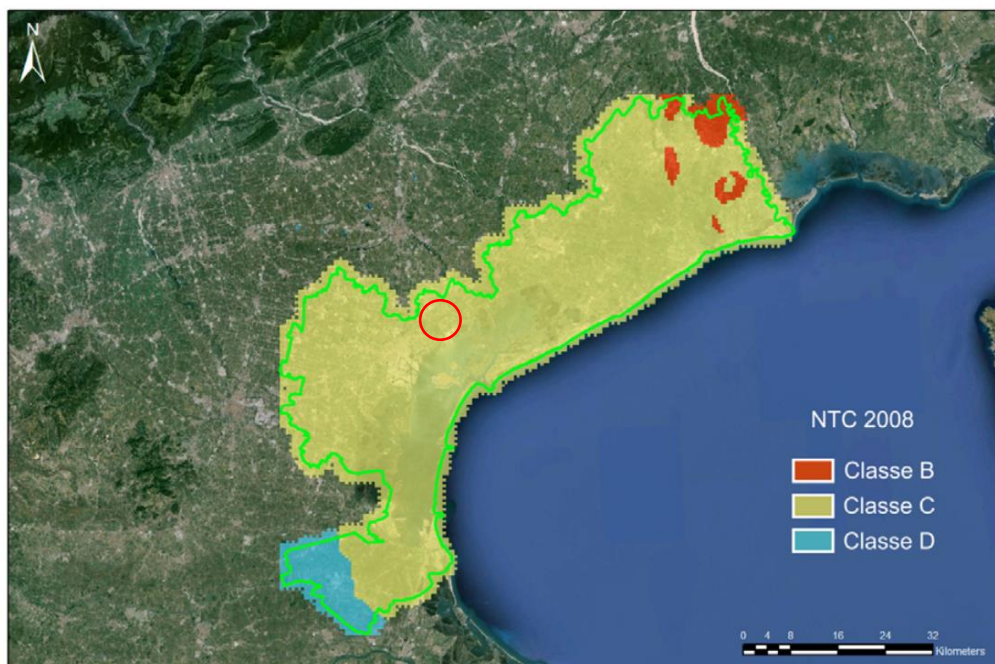 N
NTC 2008
Classe B
Classe C
Classe D
0 4 8 16 24 32
Kilometers